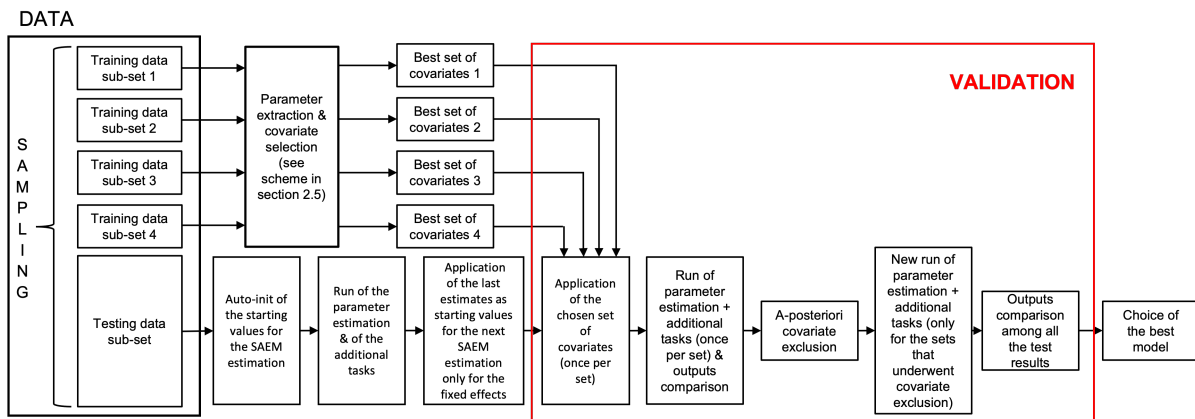 DATA
S
A
M
P
L
I
N
G
Training data
sub-set 1
Training data
sub-set 2
Training data
sub-set 3
Training data
sub-set 4
Testing data
sub-set
Parameter
extraction &
covariate
selection
(see
scheme in
section 2.5)
Best set of
covariates 1
Best set of
covariates 2
Best set of
covariates 3
Best set of
covariates 4
VALIDATION
Auto-init of
the starting
values for
the SAEM
estimation
Run of the
parameter
estimation
& of the
additional
tasks
Application
of the last
estimates as
starting values
for the next
SAEM
estimation
only for the
fixed effects
Application
of the
chosen set
of
covariates
(once per
set)
Run of
parameter
estimation +
additional
tasks (once
per set) &
outputs
comparison
A-posteriori
covariate
exclusion
New run of
parameter
estimation +
additional
tasks (only
for the sets
that
underwent
covariate
exclusion)
Outputs
comparison
among all
the test
results
Choice of
the best
model